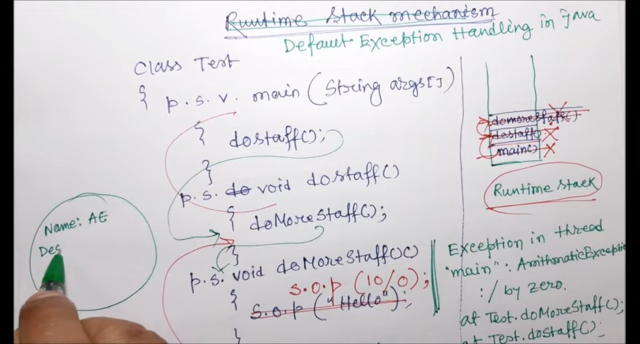 Runtime Stack mechanism
Default Exception Handling in Java
Class Test
{ p.s.v. main (String args[])
{ dostaff();
}
p.s. do void dostaff()
{ doMoreStaff();
}
p.s. void doMoreStaff()
{ s.o.p (10/0);
s.o.p ("Hello");
}
domorestaff()
dostaff()
main()
Runtime Stack
Name: AE
Des
Exception in thread
"main": ArithmaticException
:/ by zero.
at Test.doMoreStaff();
at Test.dostaff();